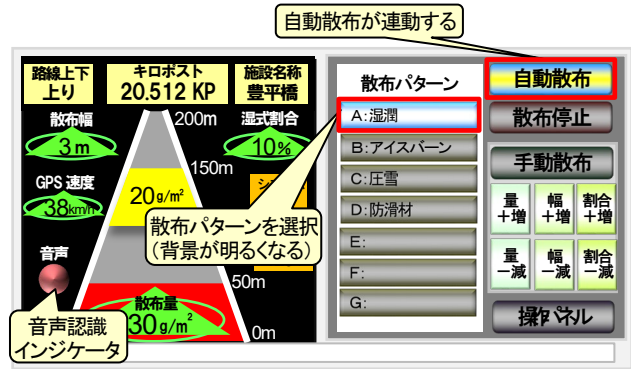 自動散布が連動する
路線上下
上り
キロポスト
20.512 KP
施設名称
豊平橋
散布幅
3m
200m
湿式割合
10%
150m
GPS 速度
38km/h
20g/m²
音声
50m
散布量
30g/m²
0m
音声認識
インジケータ
散布パターンを選択
(背景が明るくなる)
散布パターン
A:湿潤
B:アイスバーン
C:圧雪
D:防滑材
E:
F:
G:
自動散布
散布停止
手動散布
量
+増
幅
+増
割合
+増
量
-減
幅
-減
割合
-減
操作パネル